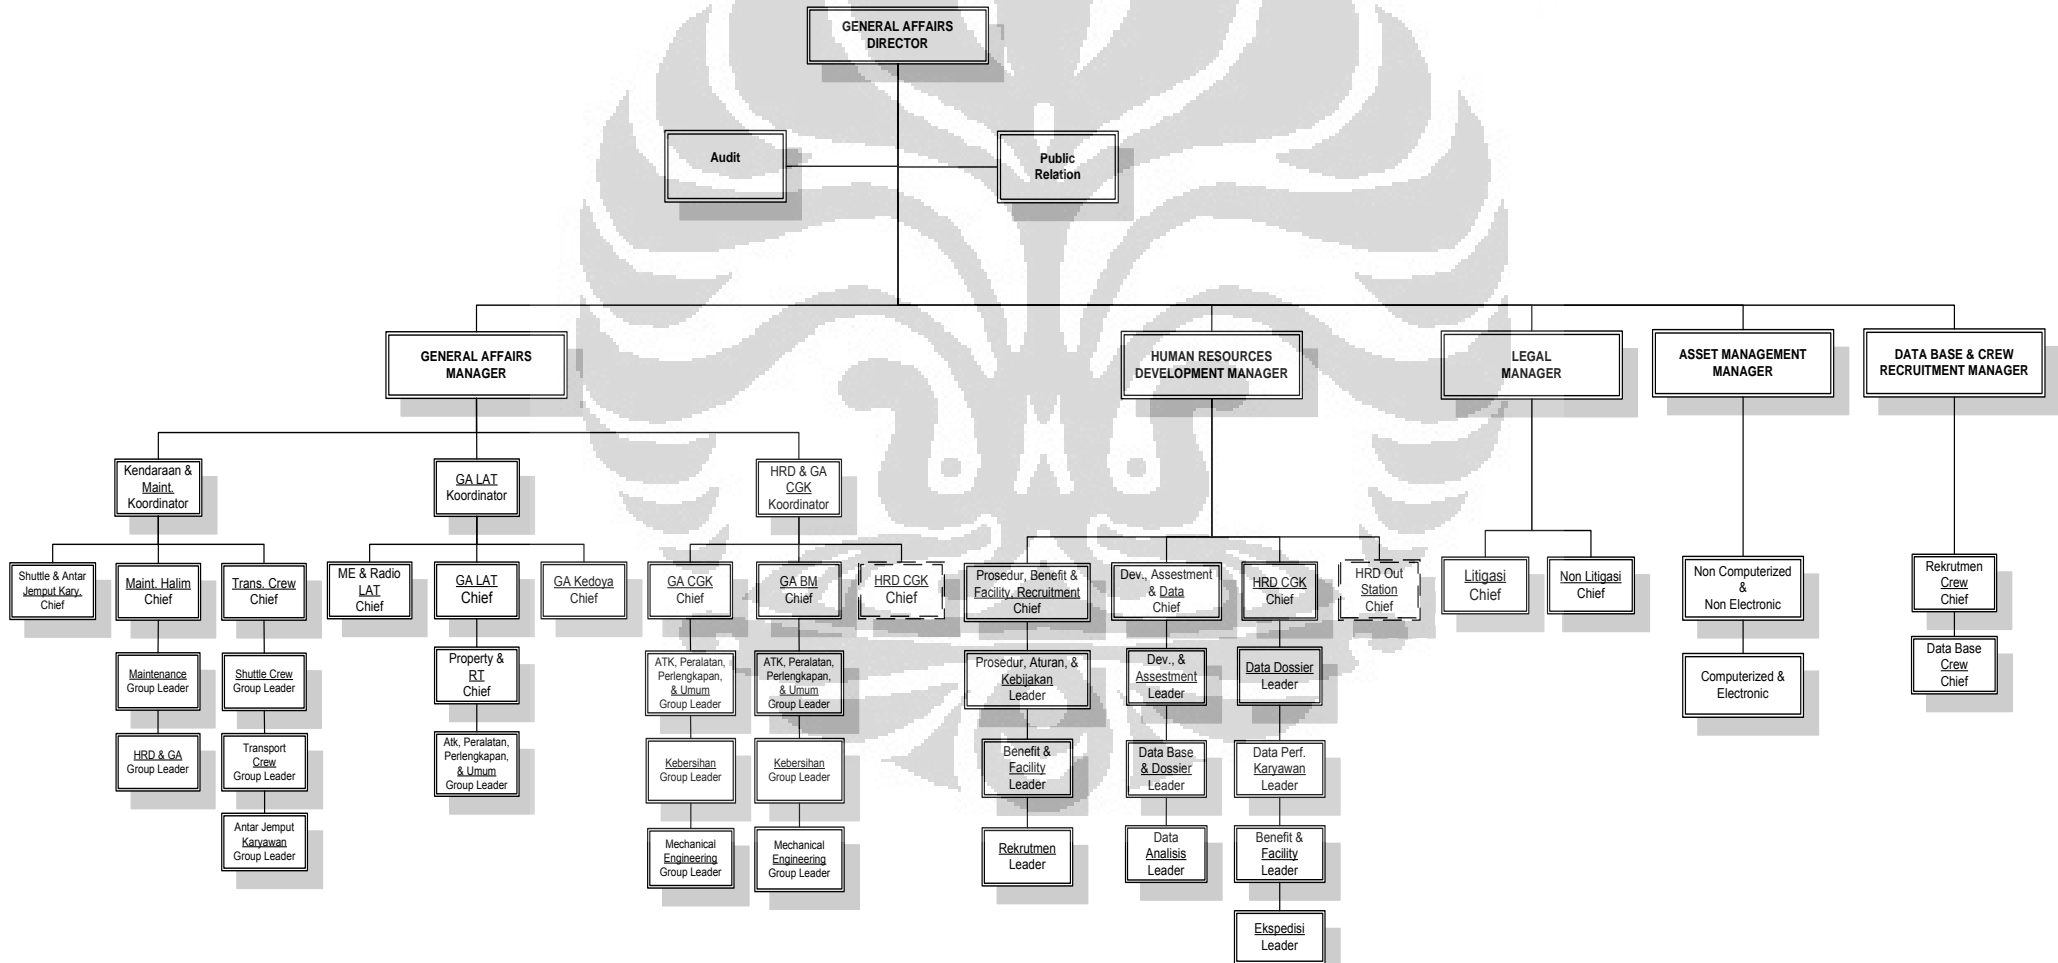 GENERAL AFFAIRS
DIRECTOR
Audit
Public
Relation
GENERAL AFFAIRS
MANAGER
HUMAN RESOURCES
DEVELOPMENT MANAGER
LEGAL
MANAGER
ASSET MANAGEMENT
MANAGER
DATA BASE & CREW
RECRUITMENT MANAGER
Kendaraan &
Maint.
Koordinator
GA LAT
Koordinator
HRD & GA
CGK
Koordinator
Shuttle & Antar
Jemput Kary.
Chief
Maint. Halim
Chief
Trans. Crew
Chief
ME & Radio
LAT
Chief
GA LAT
Chief
GA Kedoya
Chief
GA CGK
Chief
GA BM
Chief
HRD CGK
Chief
Prosedur, Benefit &
Facility, Recruitment
Chief
Dev., Assestment
& Data
Chief
HRD CGK
Chief
HRD Out
Station
Chief
Litigasi
Chief
Non Litigasi
Chief
Non Computerized
&
Non Electronic
Rekrutmen
Crew
Chief
Maintenance
Group Leader
Shuttle Crew
Group Leader
Property &
RT
Chief
ATK, Peralatan,
Perlengkapan,
& Umum
Group Leader
ATK, Peralatan,
Perlengkapan,
& Umum
Group Leader
Prosedur, Aturan, &
Kebijakan
Leader
Dev., &
Assestment
Leader
Data Dossier
Leader
Computerized &
Electronic
Data Base
Crew
Chief
HRD & GA
Group Leader
Transport
Crew
Group Leader
Atk, Peralatan,
Perlengkapan,
& Umum
Group Leader
Kebersihan
Group Leader
Kebersihan
Group Leader
Benefit &
Facility
Leader
Data Base
& Dossier
Leader
Data Perf.
Karyawan
Leader
Antar Jemput
Karyawan
Group Leader
Mechanical
Engineering
Group Leader
Mechanical
Engineering
Group Leader
Rekrutmen
Leader
Data
Analisis
Leader
Benefit &
Facility
Leader
Ekspedisi
Leader